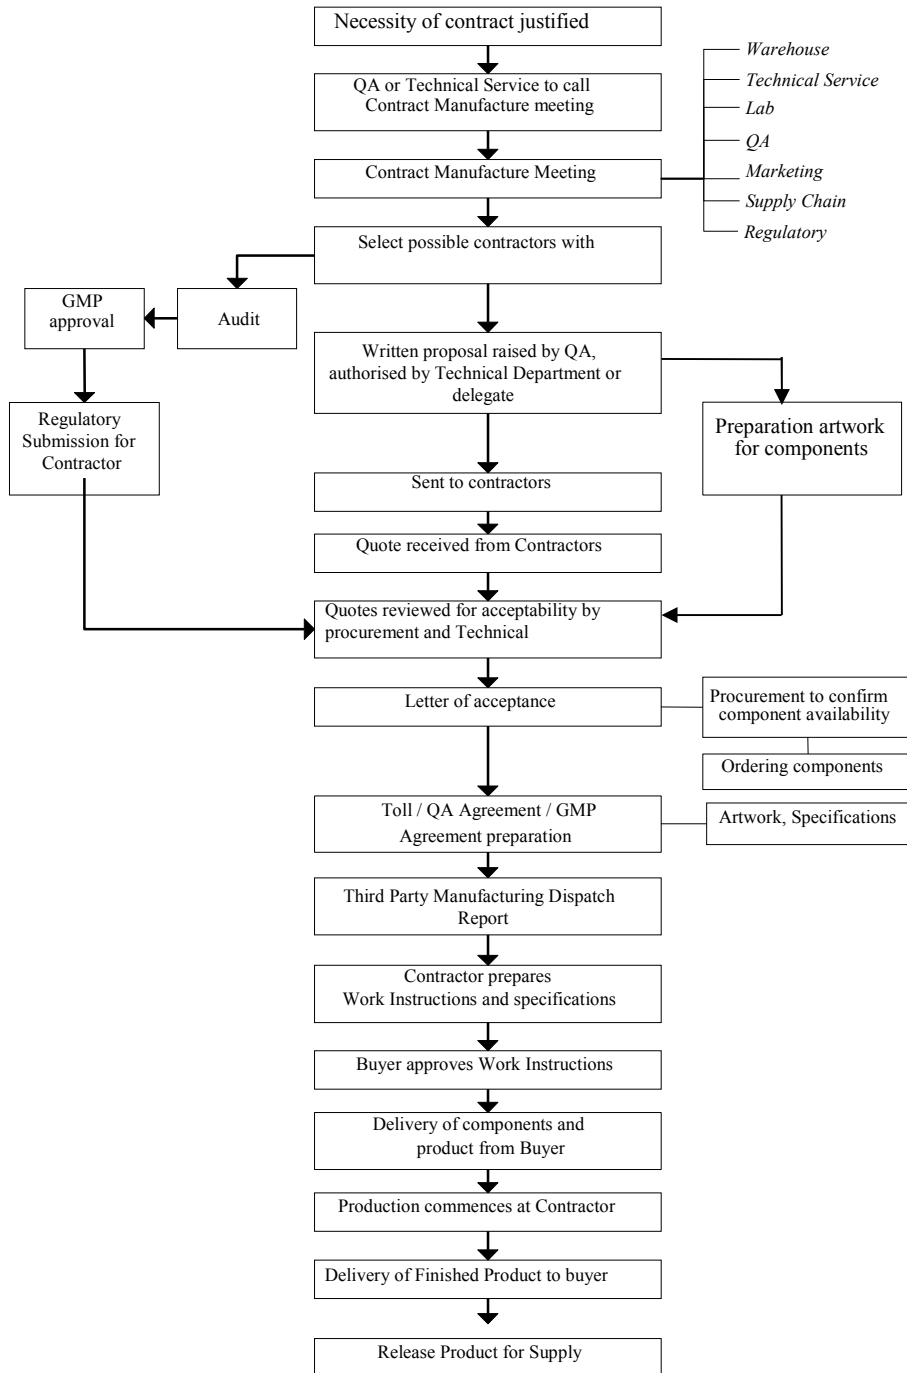 Necessity of contract justified
QA or Technical Service to call
Contract Manufacture meeting
Contract Manufacture Meeting
Warehouse
Technical Service
Lab
QA
Marketing
Supply Chain
Regulatory
Select possible contractors with
Audit
GMP
approval
Regulatory
Submission for
Contractor
Written proposal raised by QA,
authorised by Technical Department or
delegate
Preparation artwork
for components
Sent to contractors
Quote received from Contractors
Quotes reviewed for acceptability by
procurement and Technical
Letter of acceptance
Procurement to confirm
component availability
Ordering components
Toll / QA Agreement / GMP
Agreement preparation
Artwork, Specifications
Third Party Manufacturing Dispatch
Report
Contractor prepares
Work Instructions and specifications
Buyer approves Work Instructions
Delivery of components and
product from Buyer
Production commences at Contractor
Delivery of Finished Product to buyer
Release Product for Supply